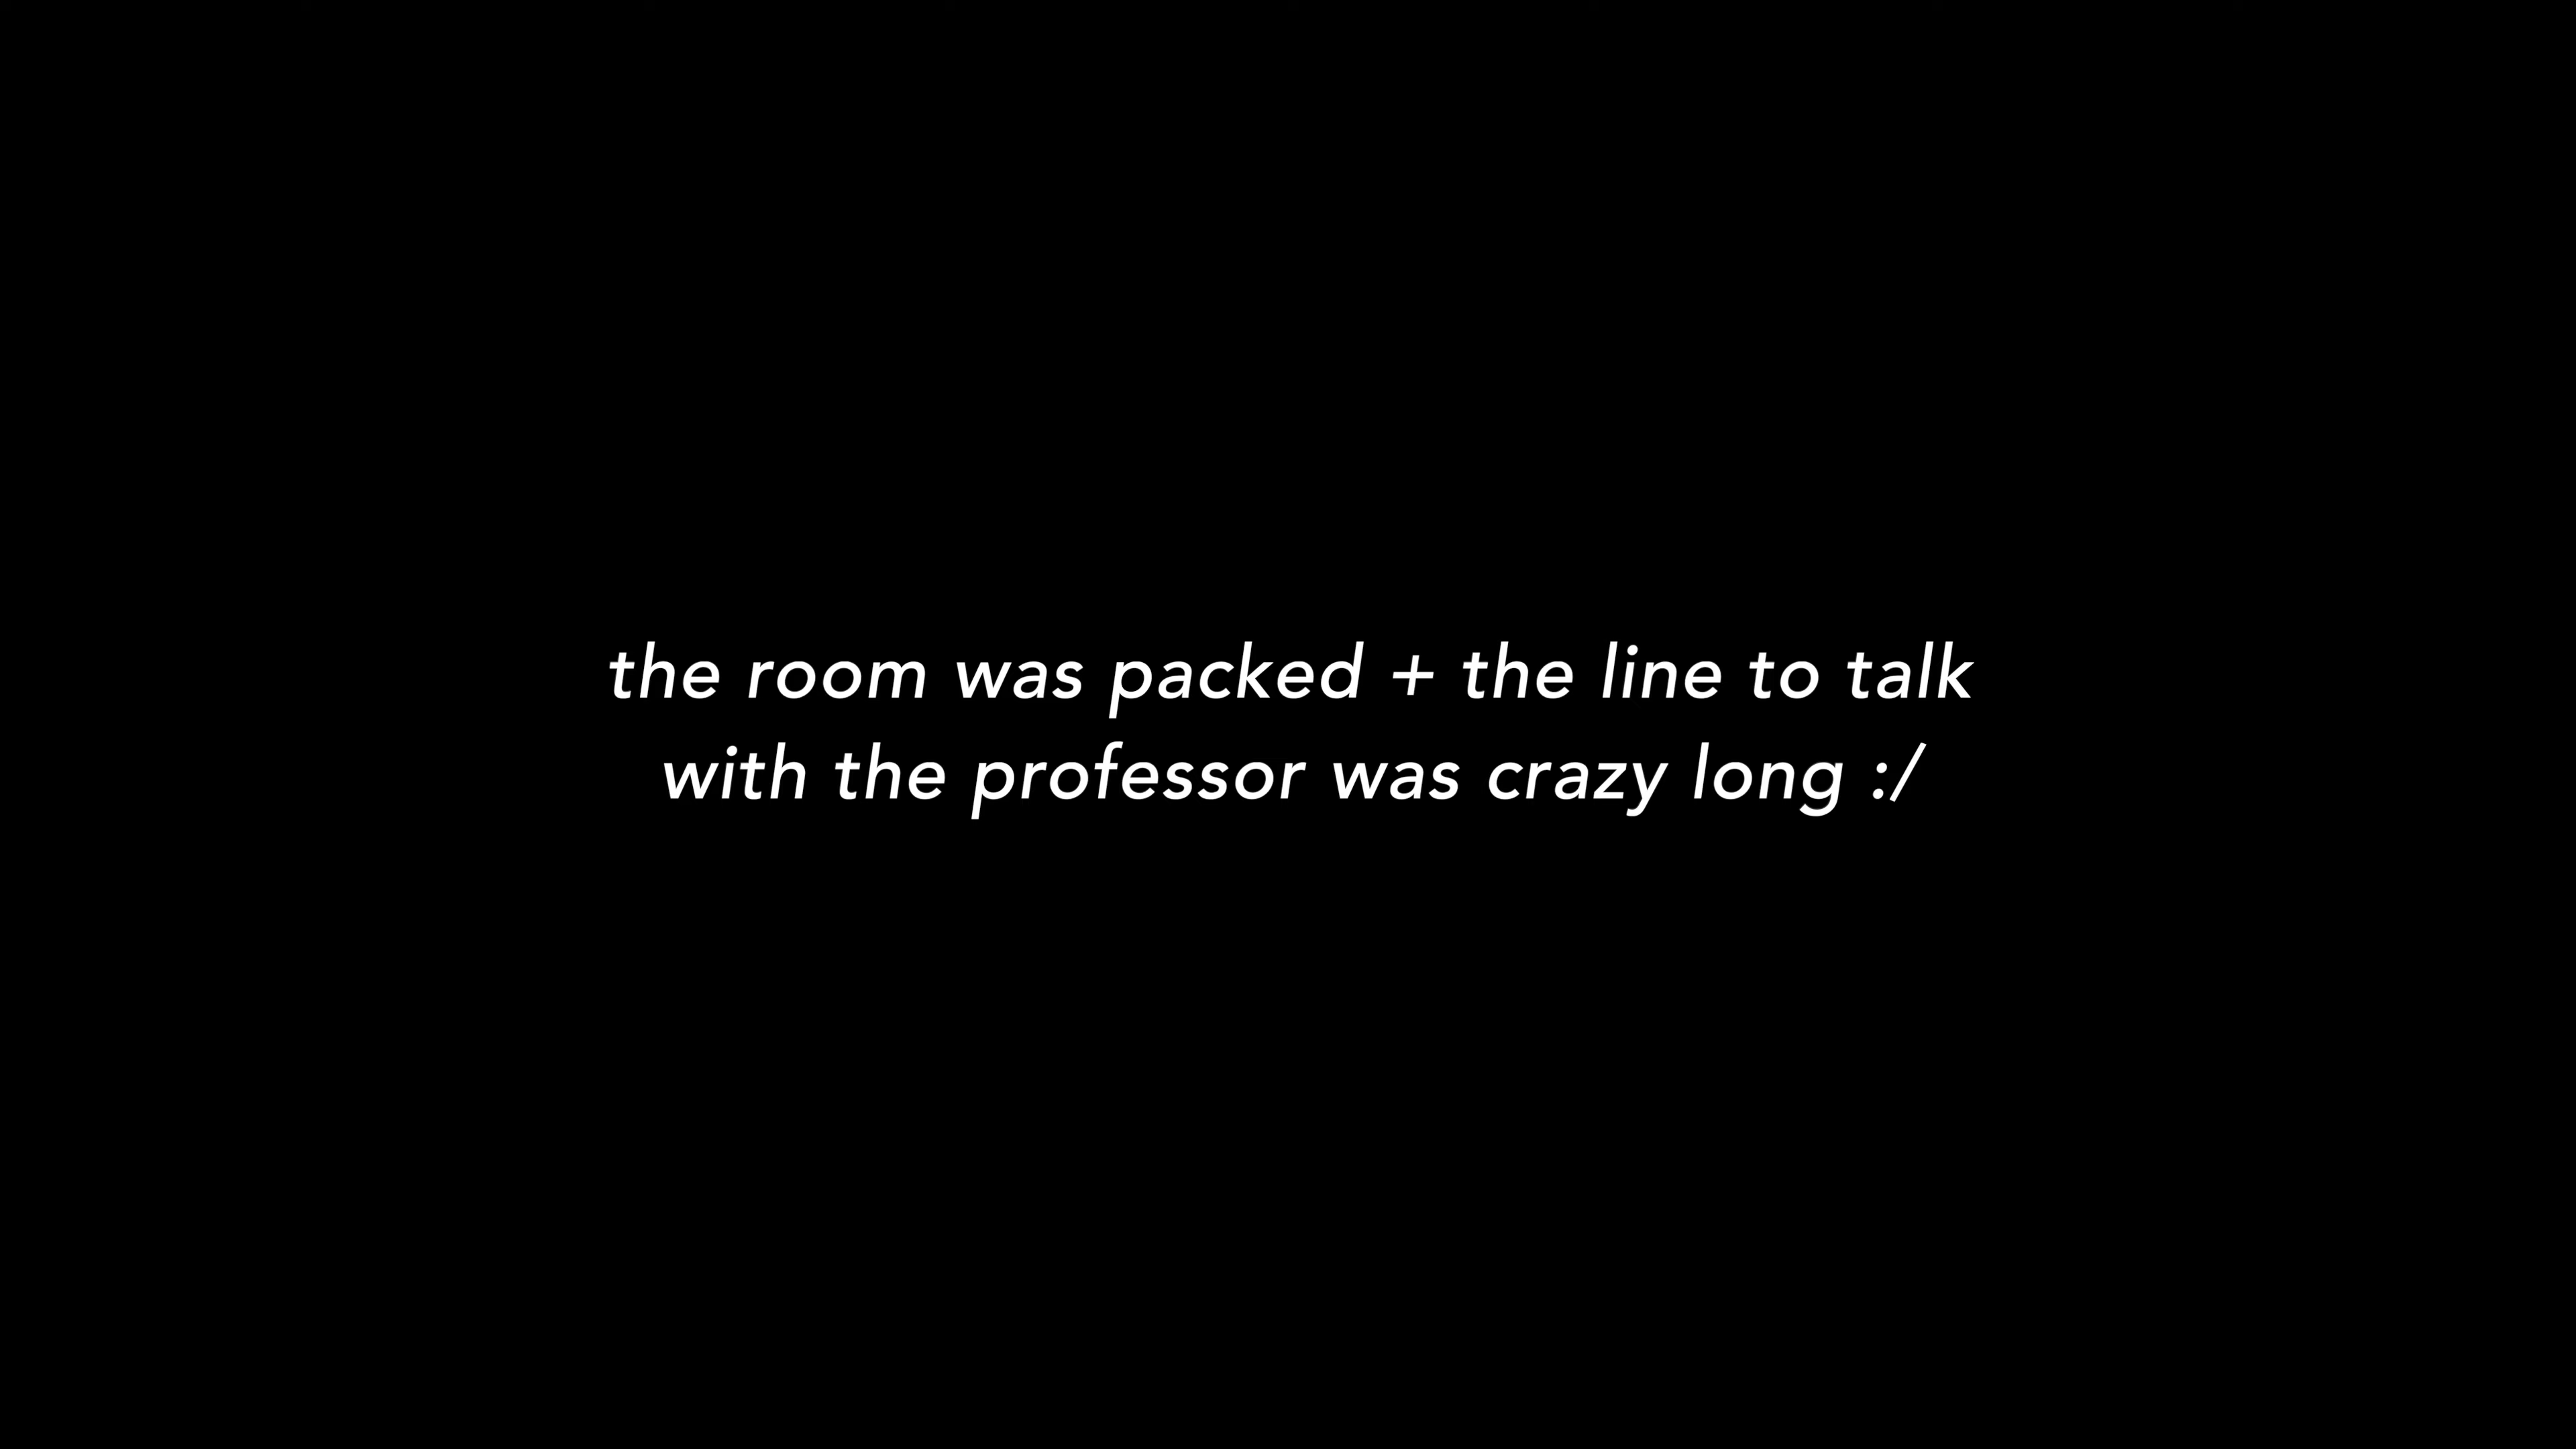 the room was packed + the line to talk
with the professor was crazy long :/